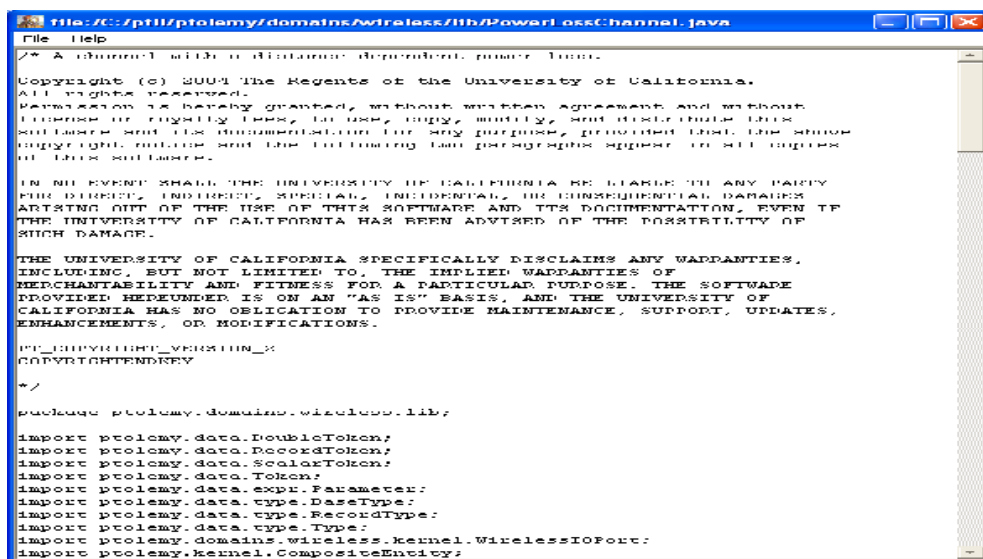 file:/C:/ptII/ptolemy/domains/wireless/lib/PowerLossChannel.java
File Help
/* A channel with a distance dependent power loss.
Copyright (c) 2004 The Regents of the University of California.
All rights reserved.
Permission is hereby granted, without written agreement and without
license or royalty fees, to use, copy, modify, and distribute this
software and its documentation for any purpose, provided that the above
copyright notice and the following two paragraphs appear in all copies
of this software.
IN NO EVENT SHALL THE UNIVERSITY OF CALIFORNIA BE LIABLE TO ANY PARTY
FOR DIRECT, INDIRECT, SPECIAL, INCIDENTAL, OR CONSEQUENTIAL DAMAGES
ARISING OUT OF THE USE OF THIS SOFTWARE AND ITS DOCUMENTATION, EVEN IF
THE UNIVERSITY OF CALIFORNIA HAS BEEN ADVISED OF THE POSSIBILITY OF
SUCH DAMAGE.
THE UNIVERSITY OF CALIFORNIA SPECIFICALLY DISCLAIMS ANY WARRANTIES,
INCLUDING, BUT NOT LIMITED TO, THE IMPLIED WARRANTIES OF
MERCHANTABILITY AND FITNESS FOR A PARTICULAR PURPOSE. THE SOFTWARE
PROVIDED HEREUNDER IS ON AN "AS IS" BASIS, AND THE UNIVERSITY OF
CALIFORNIA HAS NO OBLIGATION TO PROVIDE MAINTENANCE, SUPPORT, UPDATES,
ENHANCEMENTS, OR MODIFICATIONS.
PT_COPYRIGHT_VERSION_2
COPYRIGHTENDKEY
*/
package ptolemy.domains.wireless.lib;
import ptolemy.data.DoubleToken;
import ptolemy.data.RecordToken;
import ptolemy.data.ScalarToken;
import ptolemy.data.Token;
import ptolemy.data.expr.Parameter;
import ptolemy.data.type.BaseType;
import ptolemy.data.type.RecordType;
import ptolemy.data.type.Type;
import ptolemy.domains.wireless.kernel.WirelessIOPort;
import ptolemy.kernel.CompositeEntity;